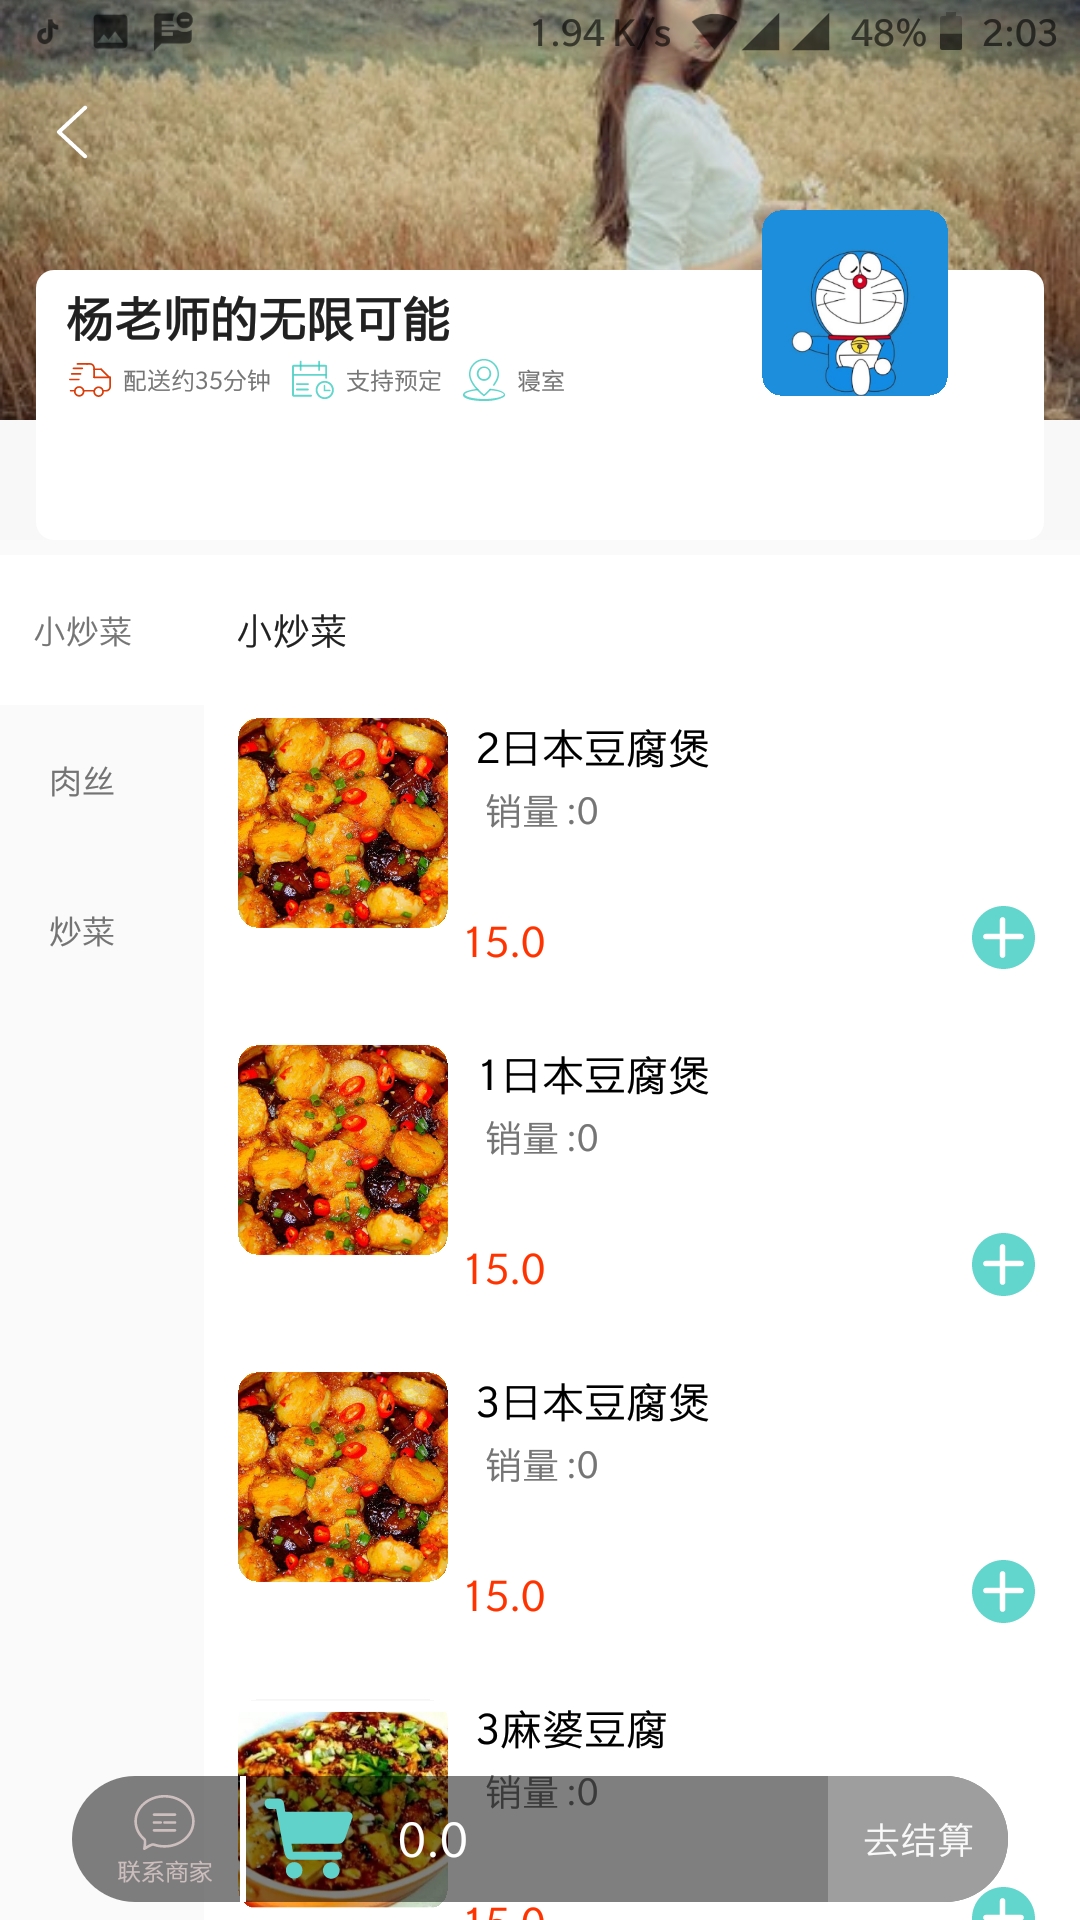 1.94 K/s 48% 2:03
杨老师的无限可能
配送约35分钟 支持预定 寝室
小炒菜
肉丝
炒菜
小炒菜
2日本豆腐煲
销量:0
15.0
1日本豆腐煲
销量:0
15.0
3日本豆腐煲
销量:0
15.0
3麻婆豆腐
销量:0
15.0
联系商家
0.0
去结算